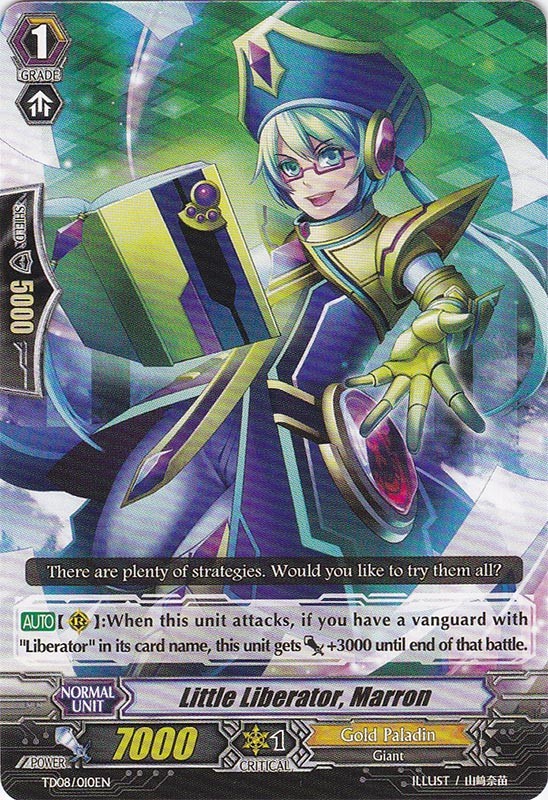 1
GRADE
SHIELD
5000
There are plenty of strategies. Would you like to try them all?
AUTO【 R 】:When this unit attacks, if you have a vanguard with
"Liberator" in its card name, this unit gets +3000 until end of that battle.
NORMAL
UNIT
Little Liberator, Marron
POWER
7000
1
CRITICAL
Gold Paladin
Giant
TD08/010EN
ILLUST / 山﨑奈苗